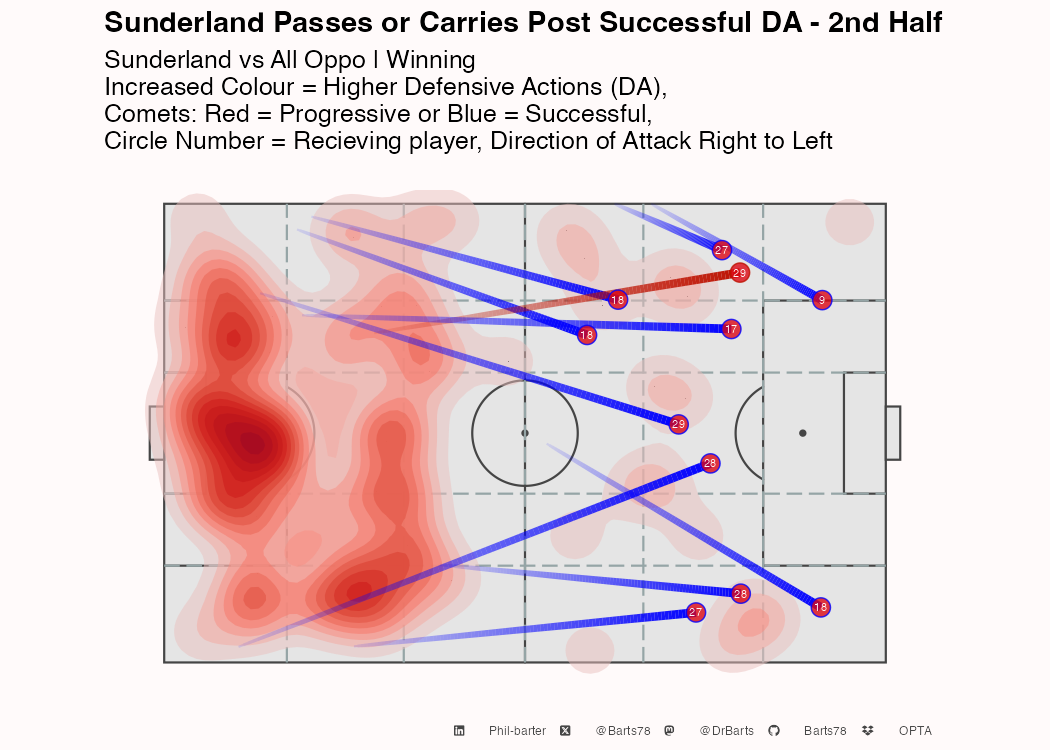 Sunderland Passes or Carries Post Successful DA - 2nd Half
Sunderland vs All Oppo | Winning
Increased Colour = Higher Defensive Actions (DA),
Comets: Red = Progressive or Blue = Successful,
Circle Number = Recieving player, Direction of Attack Right to Left
27
29
9
18
17
18
29
28
28
18
27
Phil-barter @Barts78 @DrBarts Barts78 OPTA